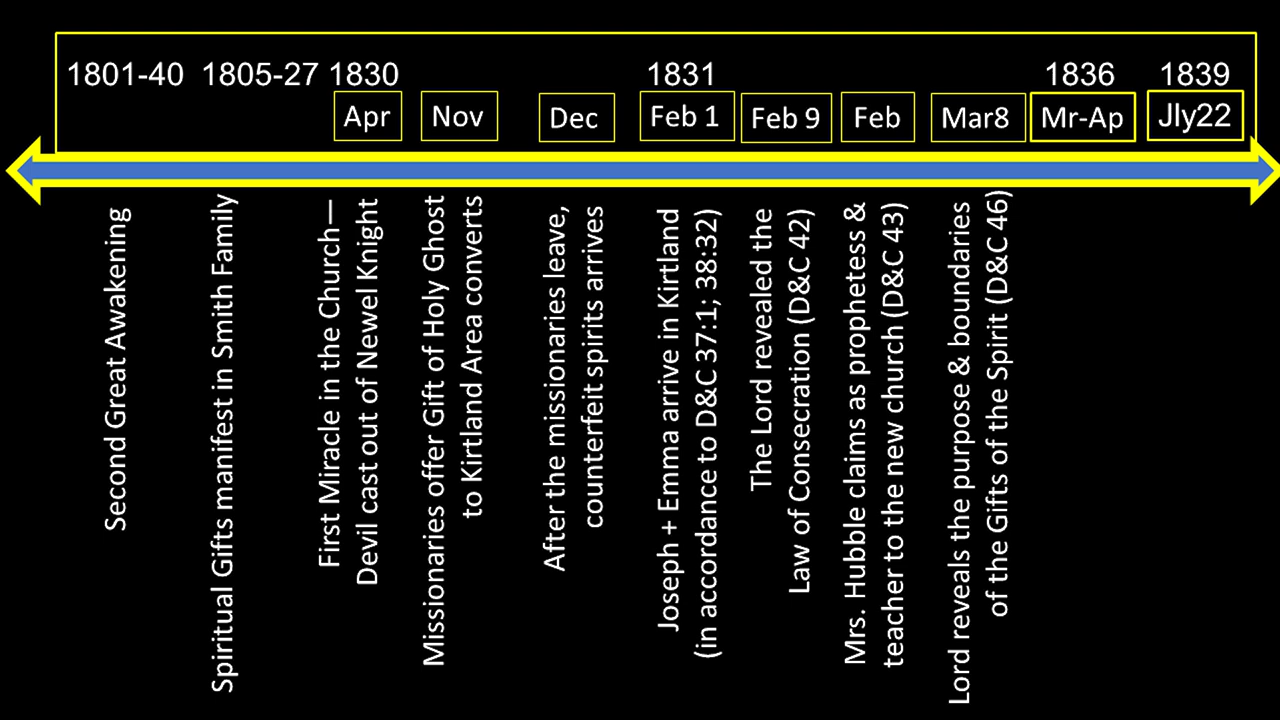 1801-40 1805-27 1830 1831 1836 1839
Apr Nov Dec Feb 1 Feb 9 Feb Mar8 Mr-Ap Jly22
Second Great Awakening
Spiritual Gifts manifest in Smith Family
First Miracle in the Church—
Devil cast out of Newel Knight
Missionaries offer Gift of Holy Ghost
to Kirtland Area converts
After the missionaries leave,
counterfeit spirits arrives
Joseph + Emma arrive in Kirtland
(in accordance to D&C 37:1; 38:32)
The Lord revealed the
Law of Consecration (D&C 42)
Mrs. Hubble claims as prophetess &
teacher to the new church (D&C 43)
Lord reveals the purpose & boundaries
of the Gifts of the Spirit (D&C 46)